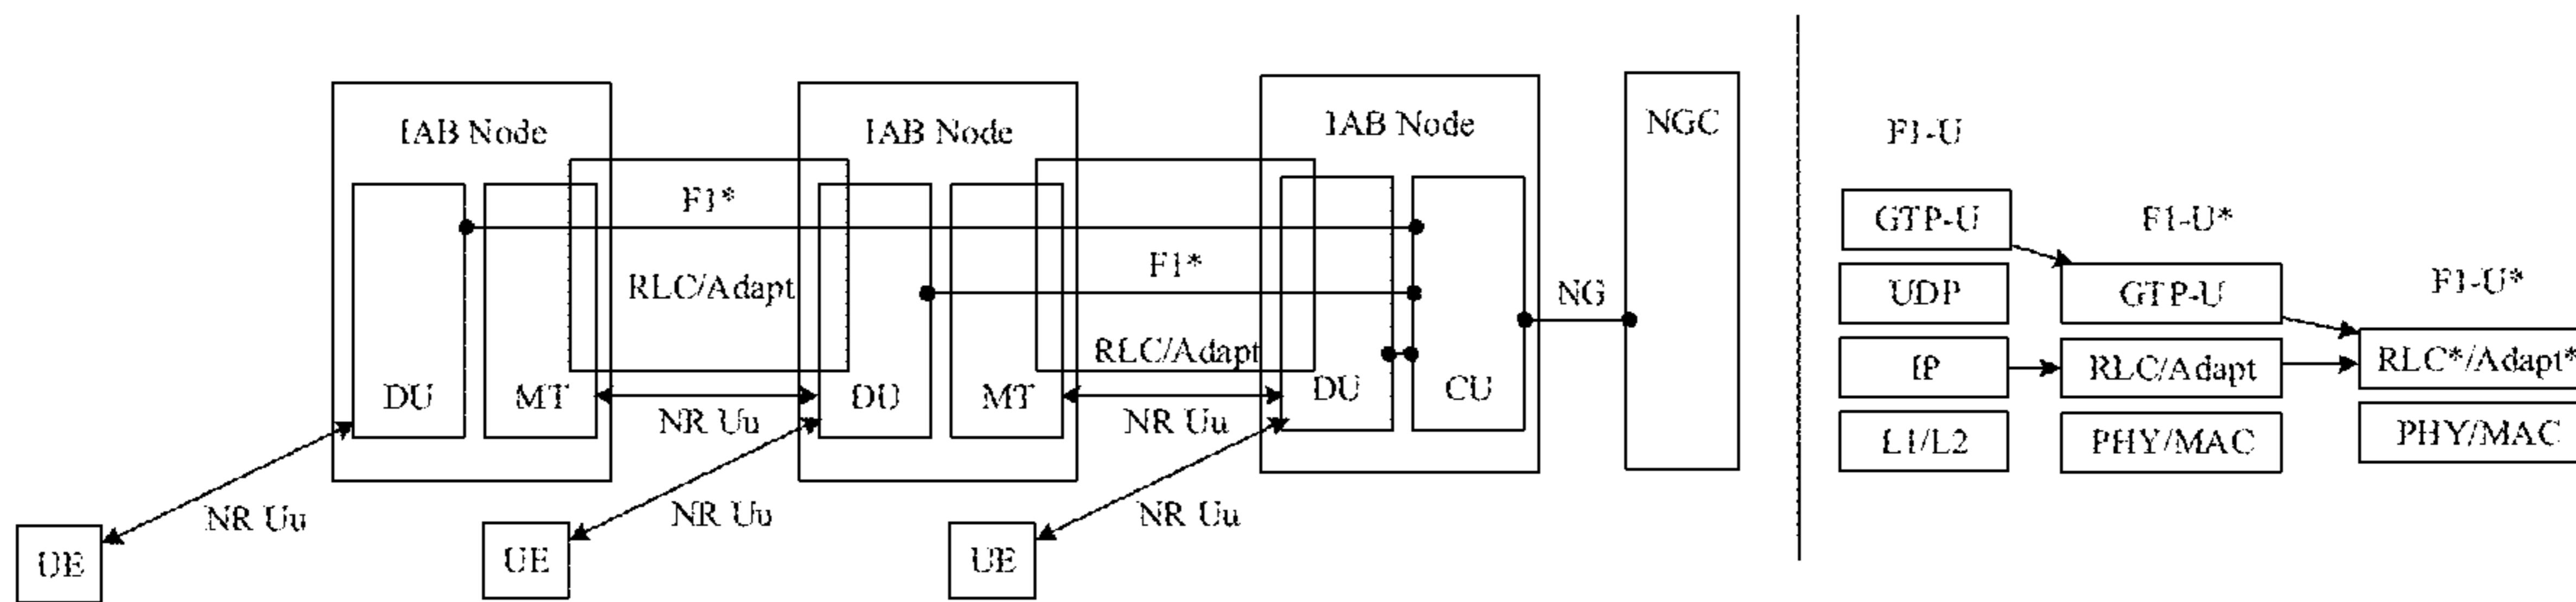 IAB Node
DU
MT
F1*
RLC/Adapt
NR Uu
IAB Node
DU
MT
F1*
RLC/Adapt
NR Uu
IAB Node
DU
CU
NG
NGC
UE
NR Uu
UE
NR Uu
UE
NR Uu
F1-U
GTP-U
UDP
IP
L1/L2
F1-U*
GTP-U
RLC/Adapt
PHY/MAC
F1-U*
RLC*/Adapt*
PHY/MAC